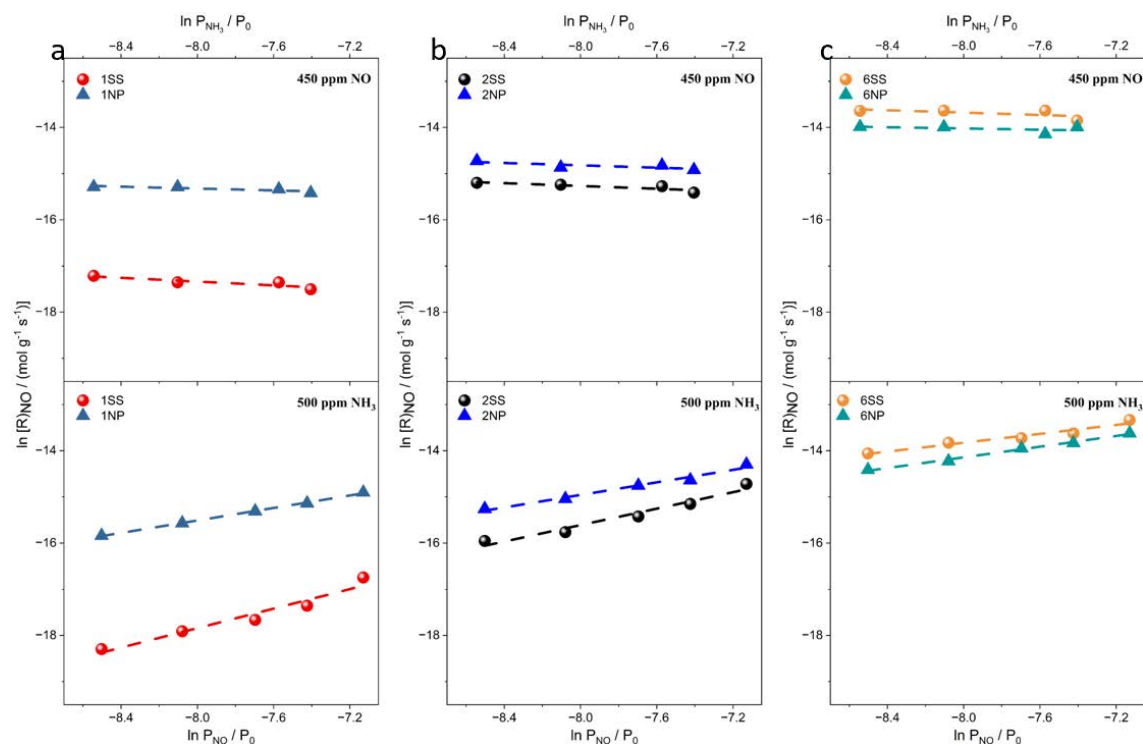 ln P_NH₃ / P₀
ln P_NH₃ / P₀
ln P_NH₃ / P₀
−8.4 −8.0 −7.6 −7.2
−8.4 −8.0 −7.6 −7.2
−8.4 −8.0 −7.6 −7.2
a
b
c
1SS
1NP
450 ppm NO
2SS
2NP
450 ppm NO
6SS
6NP
450 ppm NO
−14
−16
−18
−14
−16
−18
−14
−16
−18
ln [R)NO / (mol g⁻¹ s⁻¹)]
ln [R)NO / (mol g⁻¹ s⁻¹)]
ln [R)NO / (mol g⁻¹ s⁻¹)]
1SS
1NP
500 ppm NH₃
2SS
2NP
500 ppm NH₃
6SS
6NP
500 ppm NH₃
−14
−16
−18
−14
−16
−18
−14
−16
−18
−8.4 −8.0 −7.6 −7.2
−8.4 −8.0 −7.6 −7.2
−8.4 −8.0 −7.6 −7.2
ln P_NO / P₀
ln P_NO / P₀
ln P_NO / P₀